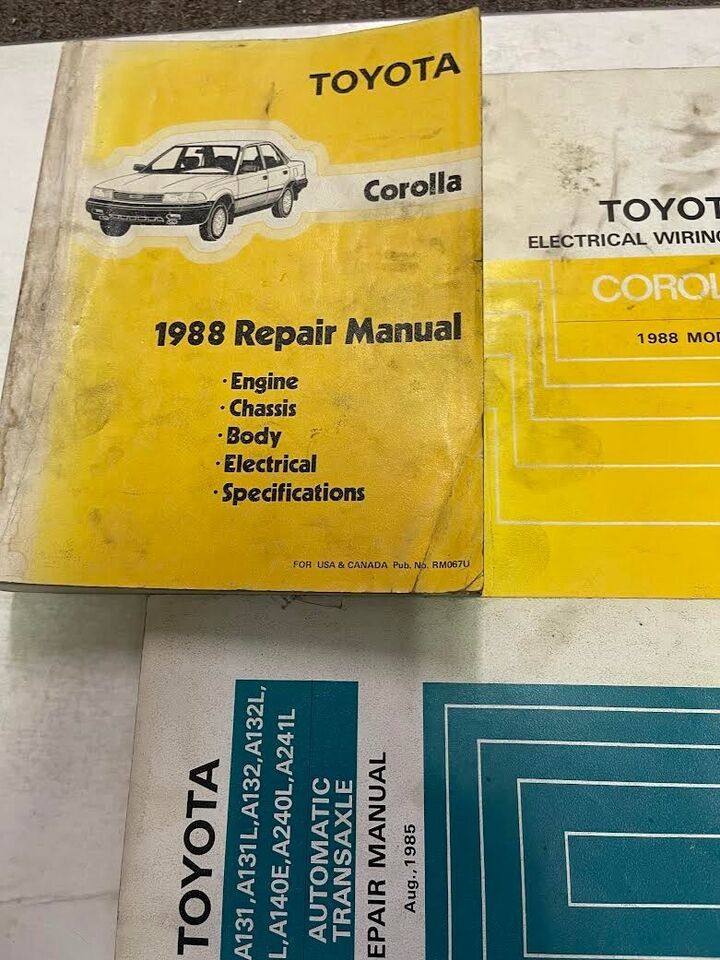 TOYOTA
Corolla
1988 Repair Manual
·Engine
·Chassis
·Body
·Electrical
·Specifications
FOR USA & CANADA Pub. No. RM067U
TOYOT
ELECTRICAL WIRING
COROL
1988 MOD
TOYOTA
A131,A131L,A132,A132L,
L,A140E,A240L,A241L
AUTOMATIC
TRANSAXLE
EPAIR MANUAL
Aug.,1985